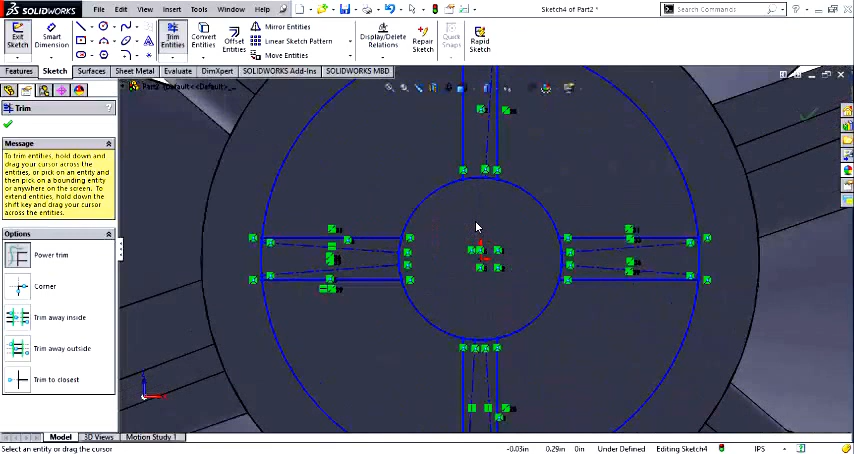 SOLIDWORKS
File Edit View Insert Tools Window Help
Sketch4 of Part2 *
Search Commands
Exit Sketch
Smart Dimension
Trim Entities
Convert Entities
Offset Entities
Mirror Entities
Linear Sketch Pattern
Move Entities
Display/Delete Relations
Repair Sketch
Quick Snaps
Rapid Sketch
Features Sketch Surfaces Sheet Metal Evaluate DimXpert SOLIDWORKS Add-Ins SOLIDWORKS MBD
Part2 (Default<<Default>_...
Trim
?
Message
To trim entities, hold down and
drag your cursor across the
entities, or pick on an entity and
then pick on a bounding entity
or anywhere on the screen. To
extend entities, hold down the
shift key and drag your cursor
across the entities.
Options
Power trim
Corner
Trim away inside
Trim away outside
Trim to closest
Model 3D Views Motion Study 1
Select an entity or drag the cursor
-0.03in 0.29in 0in Under Defined Editing Sketch4 IPS